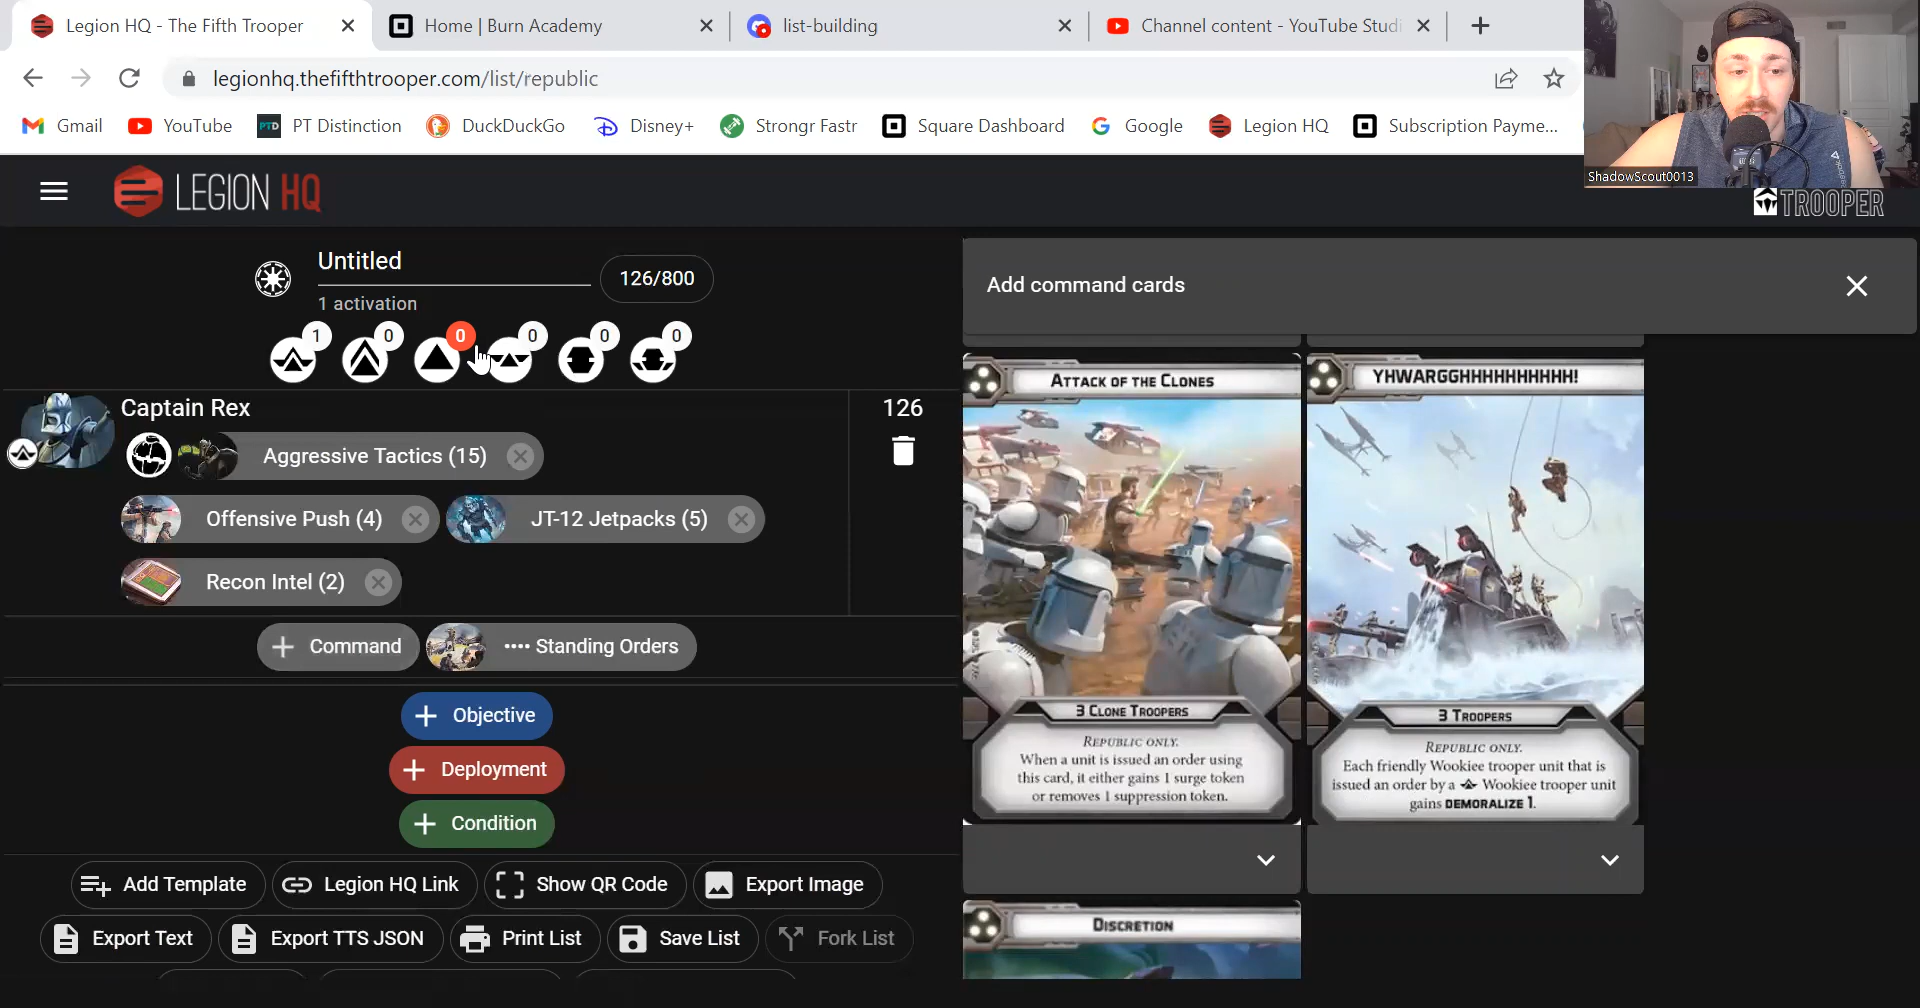 Legion HQ - The Fifth Trooper
Home | Burn Academy
list-building
Channel content - YouTube Studi
legionhq.thefifthtrooper.com/list/republic
Gmail
YouTube
PTD PT Distinction
DuckDuckGo
Disney+
Strongr Fastr
Square Dashboard
Google
Legion HQ
Subscription Payme...
ShadowScout0013
LEGION HQ
TROOPER
Untitled
126/800
1 activation
1
0
0
0
0
0
Add command cards
Captain Rex
126
Aggressive Tactics (15)
Offensive Push (4)
JT-12 Jetpacks (5)
Recon Intel (2)
Command
•••• Standing Orders
Objective
Deployment
Condition
Add Template
Legion HQ Link
Show QR Code
Export Image
Export Text
Export TTS JSON
Print List
Save List
Fork List
ATTACK OF THE CLONES
3 CLONE TROOPERS
REPUBLIC ONLY.
When a unit is issued an order using
this card, it either gains 1 surge token
or removes 1 suppression token.
YHWARGGHHHHHHHHHH!
3 TROOPERS
REPUBLIC ONLY.
Each friendly Wookiee trooper unit that is
issued an order by a Wookiee trooper unit
gains DEMORALIZE 1.
DISCRETION